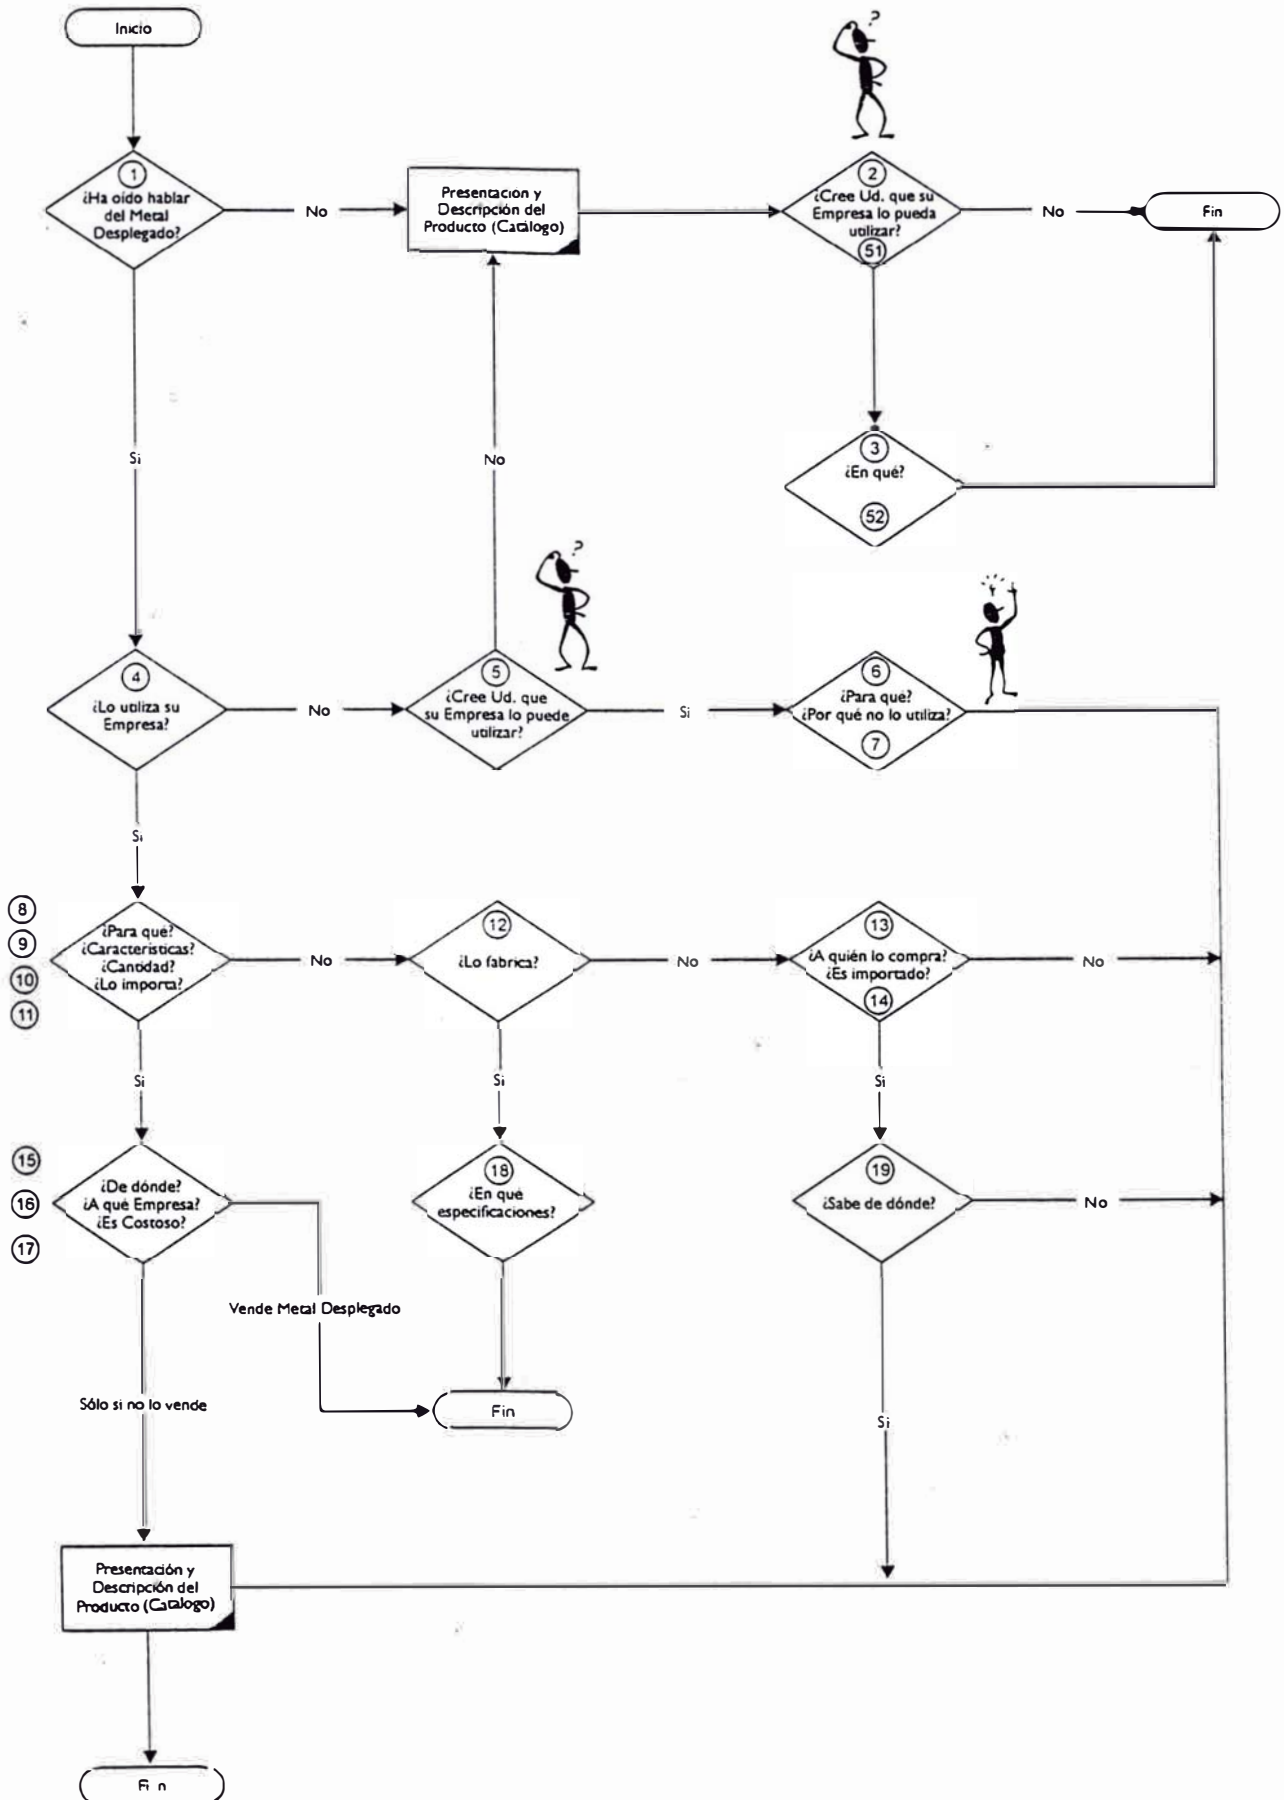 Inicio
?
1
¿Ha oído hablar
del Metal
Desplegado?
No
Presentación y
Descripción del
Producto (Catálogo)
2
¿Cree Ud. que su
Empresa lo pueda
utilizar?
51
No
Fin
Si
No
3
¿En qué?
52
?
4
¿Lo utiliza su
Empresa?
No
5
¿Cree Ud. que
su Empresa lo puede
utilizar?
Si
6
¿Para qué?
¿Por qué no lo utiliza?
7
Si
8
9
10
11
¿Para qué?
¿Características?
¿Cantidad?
¿Lo importa?
No
12
¿Lo fabrica?
No
13
¿A quién lo compra?
¿Es importado?
14
No
Si
Si
Si
15
16
17
¿De dónde?
¿A qué Empresa?
¿Es Costoso?
18
¿En qué
especificaciones?
19
¿Sabe de dónde?
No
Vende Metal Desplegado
Sólo si no lo vende
Fin
Si
Presentación y
Descripción del
Producto (Catalogo)
Fi n